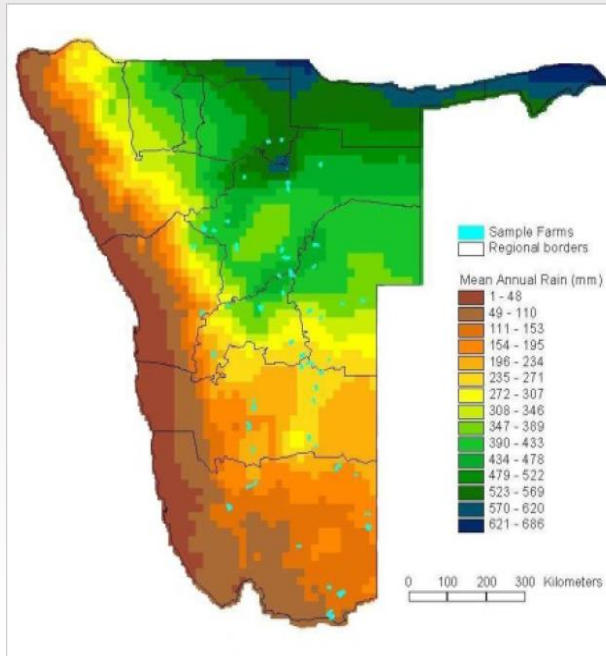 Sample Farms
Regional borders
Mean Annual Rain (mm)
1 - 48
49 - 110
111 - 153
154 - 195
196 - 234
235 - 271
272 - 307
308 - 346
347 - 389
390 - 433
434 - 478
479 - 522
523 - 569
570 - 620
621 - 686
0 100 200 300 Kilometers